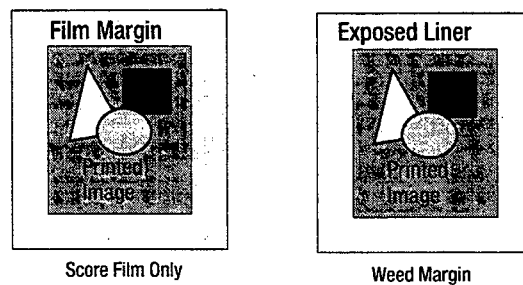 Film Margin
Printed
Image
Score Film Only
Exposed Liner
Printed
Image
Weed Margin